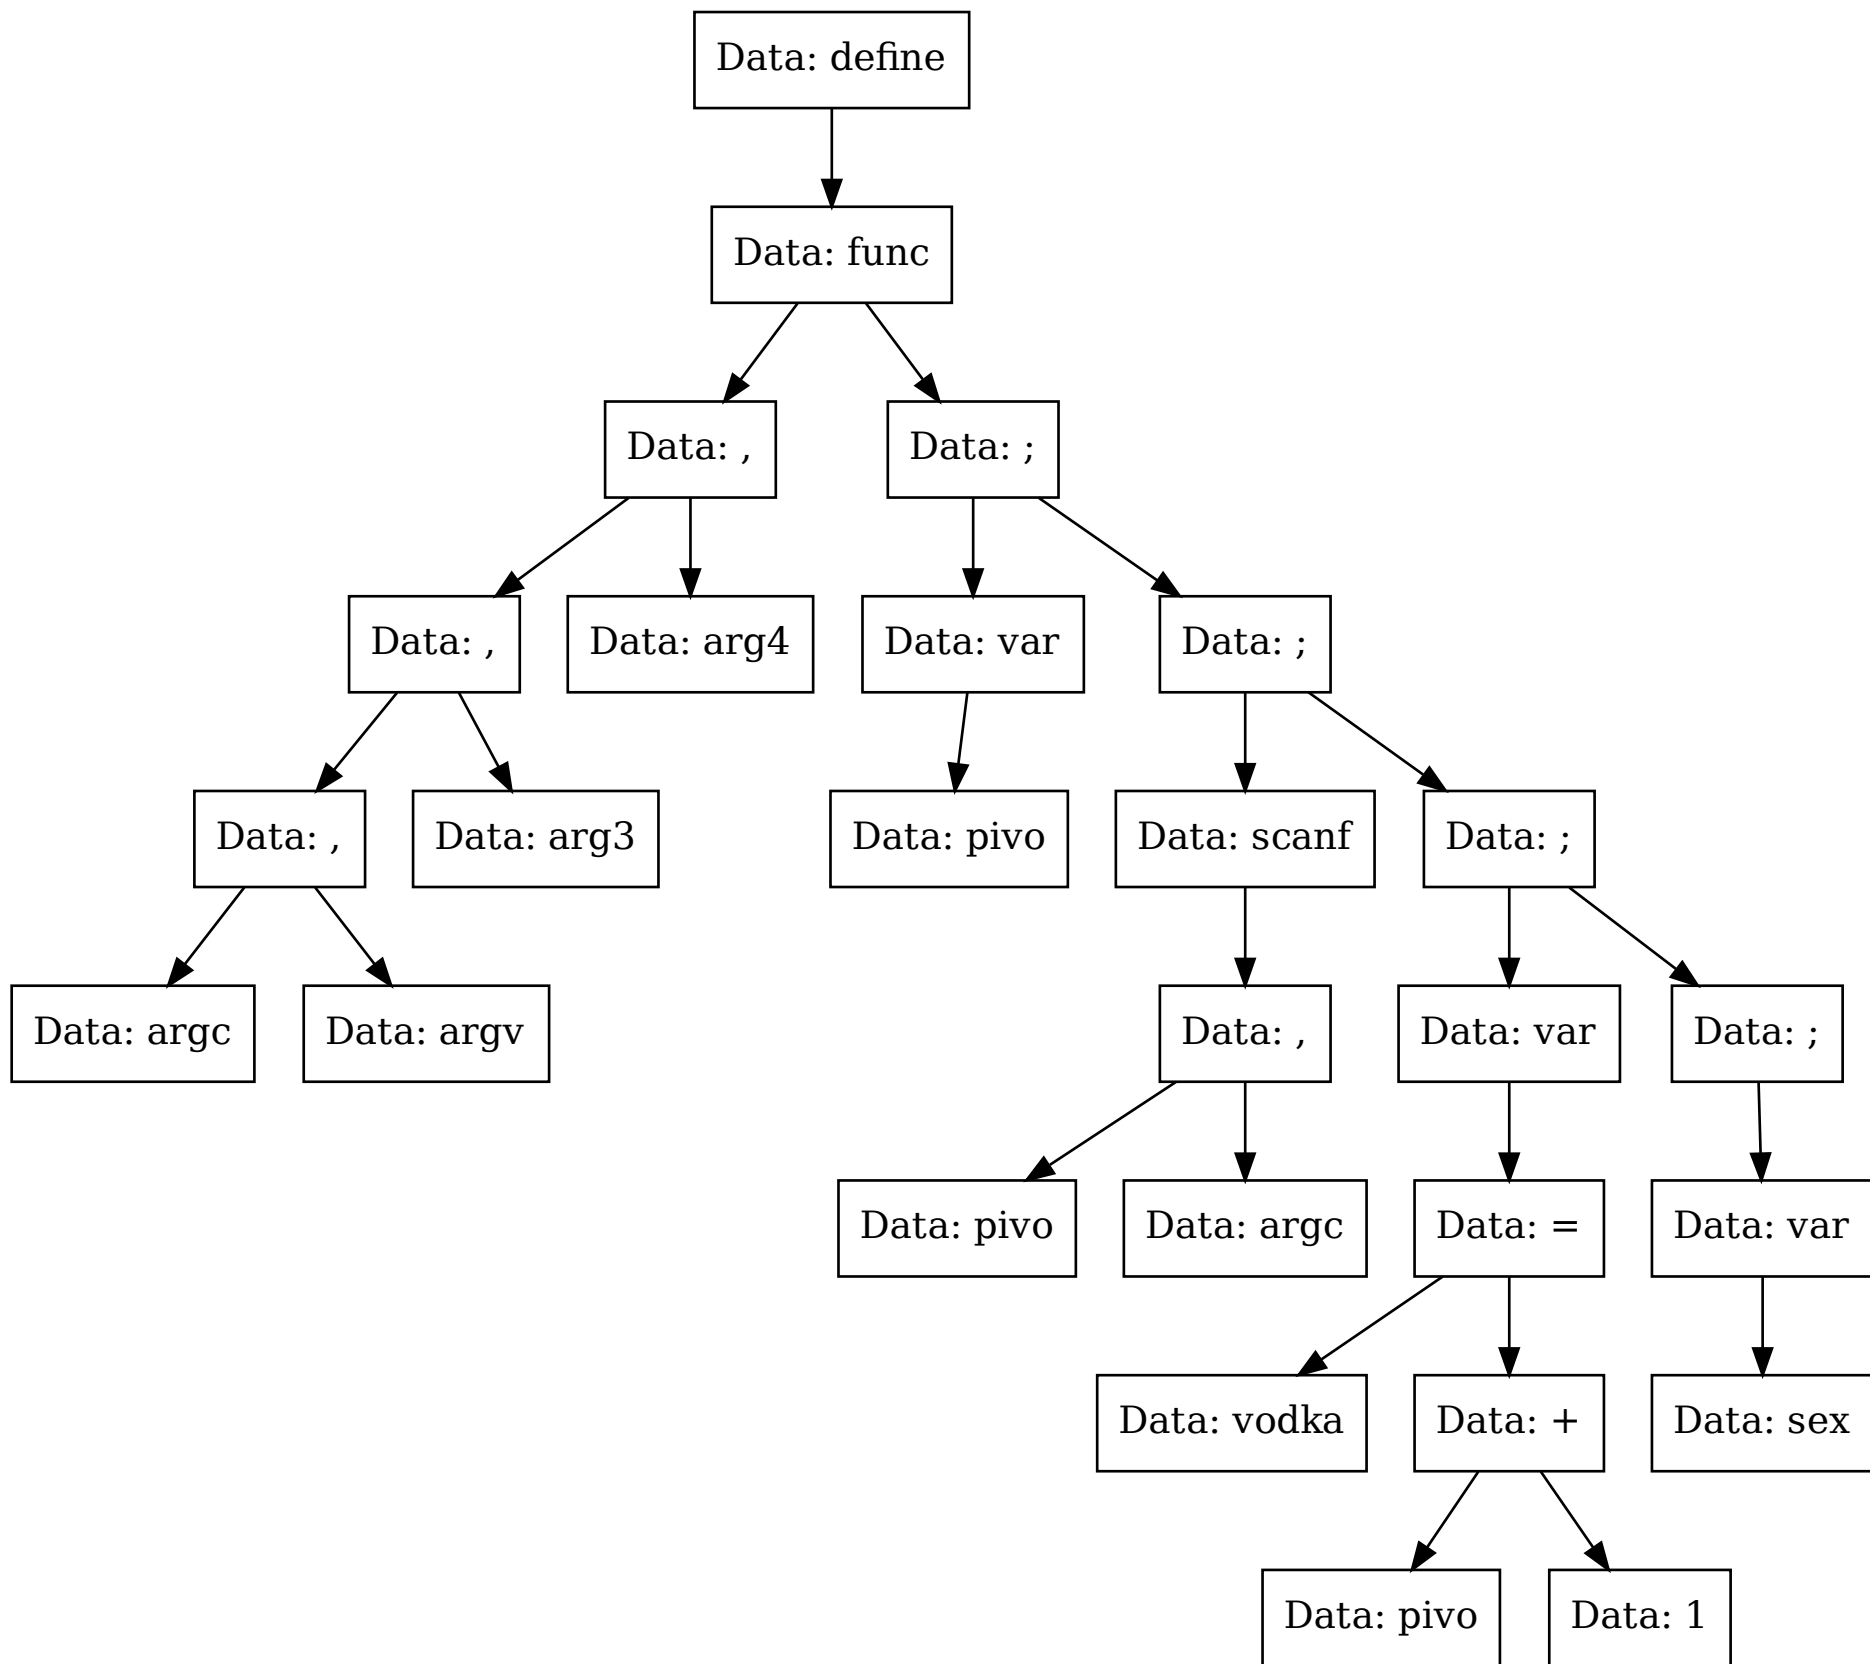 Data: define
Data: func
Data: ,
Data: ;
Data: ,
Data: arg4
Data: var
Data: ;
Data: ,
Data: arg3
Data: pivo
Data: scanf
Data: ;
Data: argc
Data: argv
Data: ,
Data: var
Data: ;
Data: pivo
Data: argc
Data: =
Data: var
Data: vodka
Data: +
Data: sex
Data: pivo
Data: 1